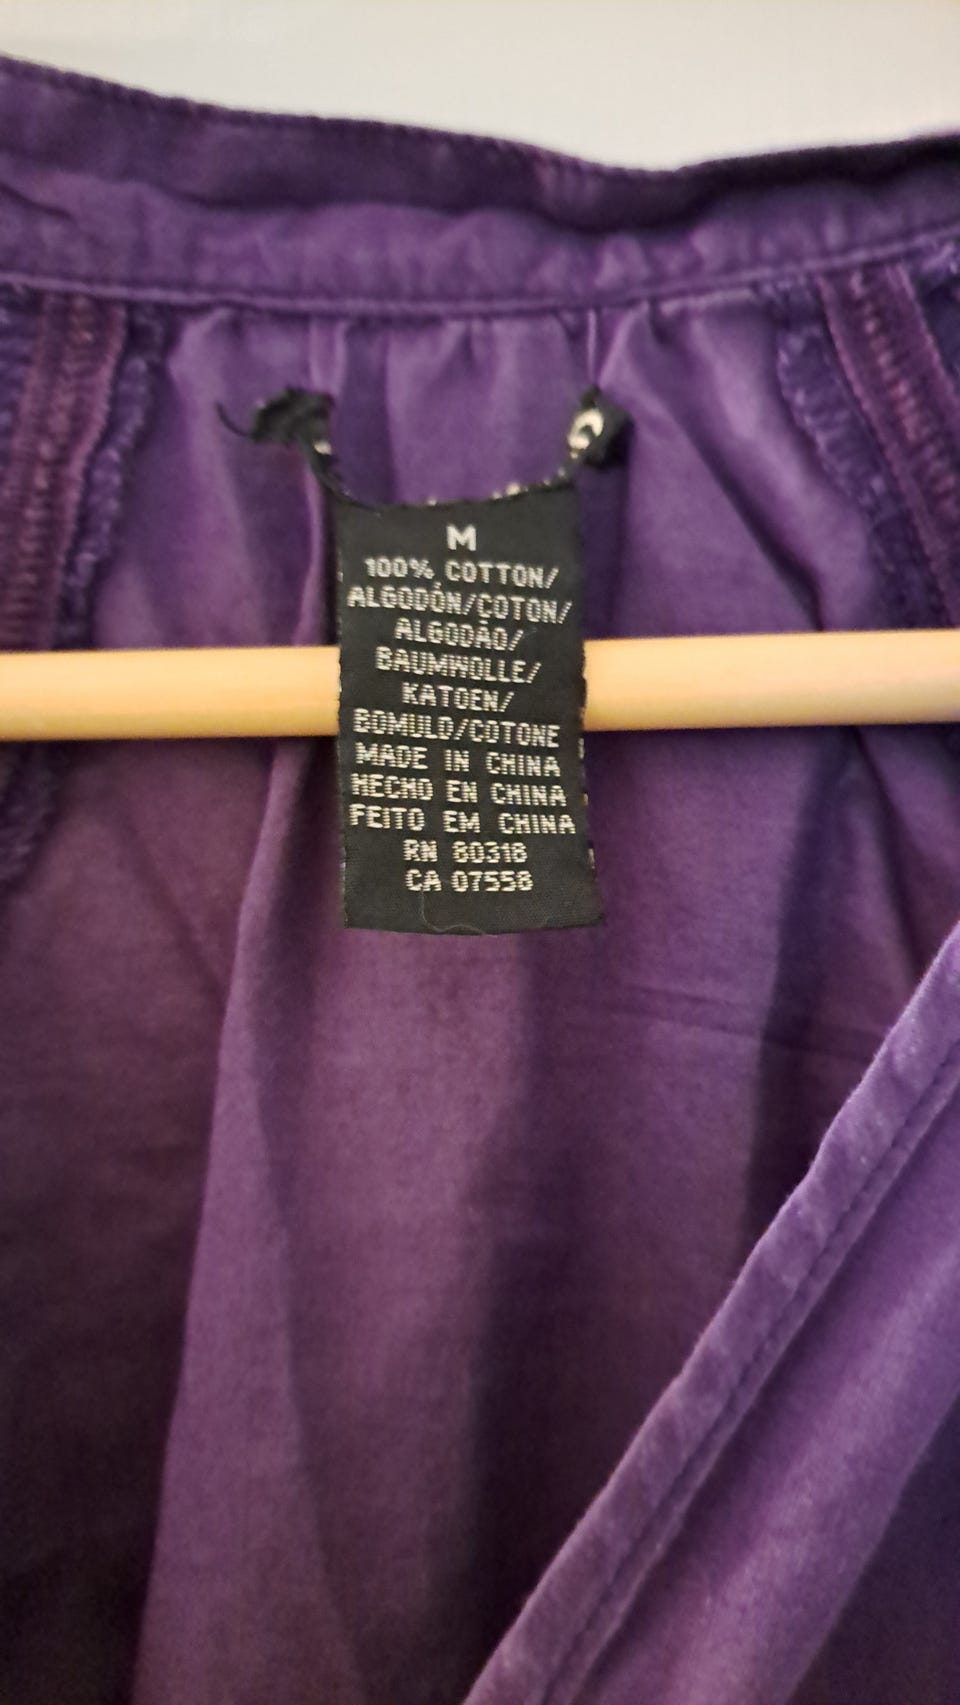 M
100% COTTON/
ALGODÓN/COTON/
ALGODÃO/
BAUMWOLLE/
KATOEN/
BOMULD/COTONE
MADE IN CHINA
HECHO EN CHINA
FEITO EM CHINA
RN 80318
CA 07558